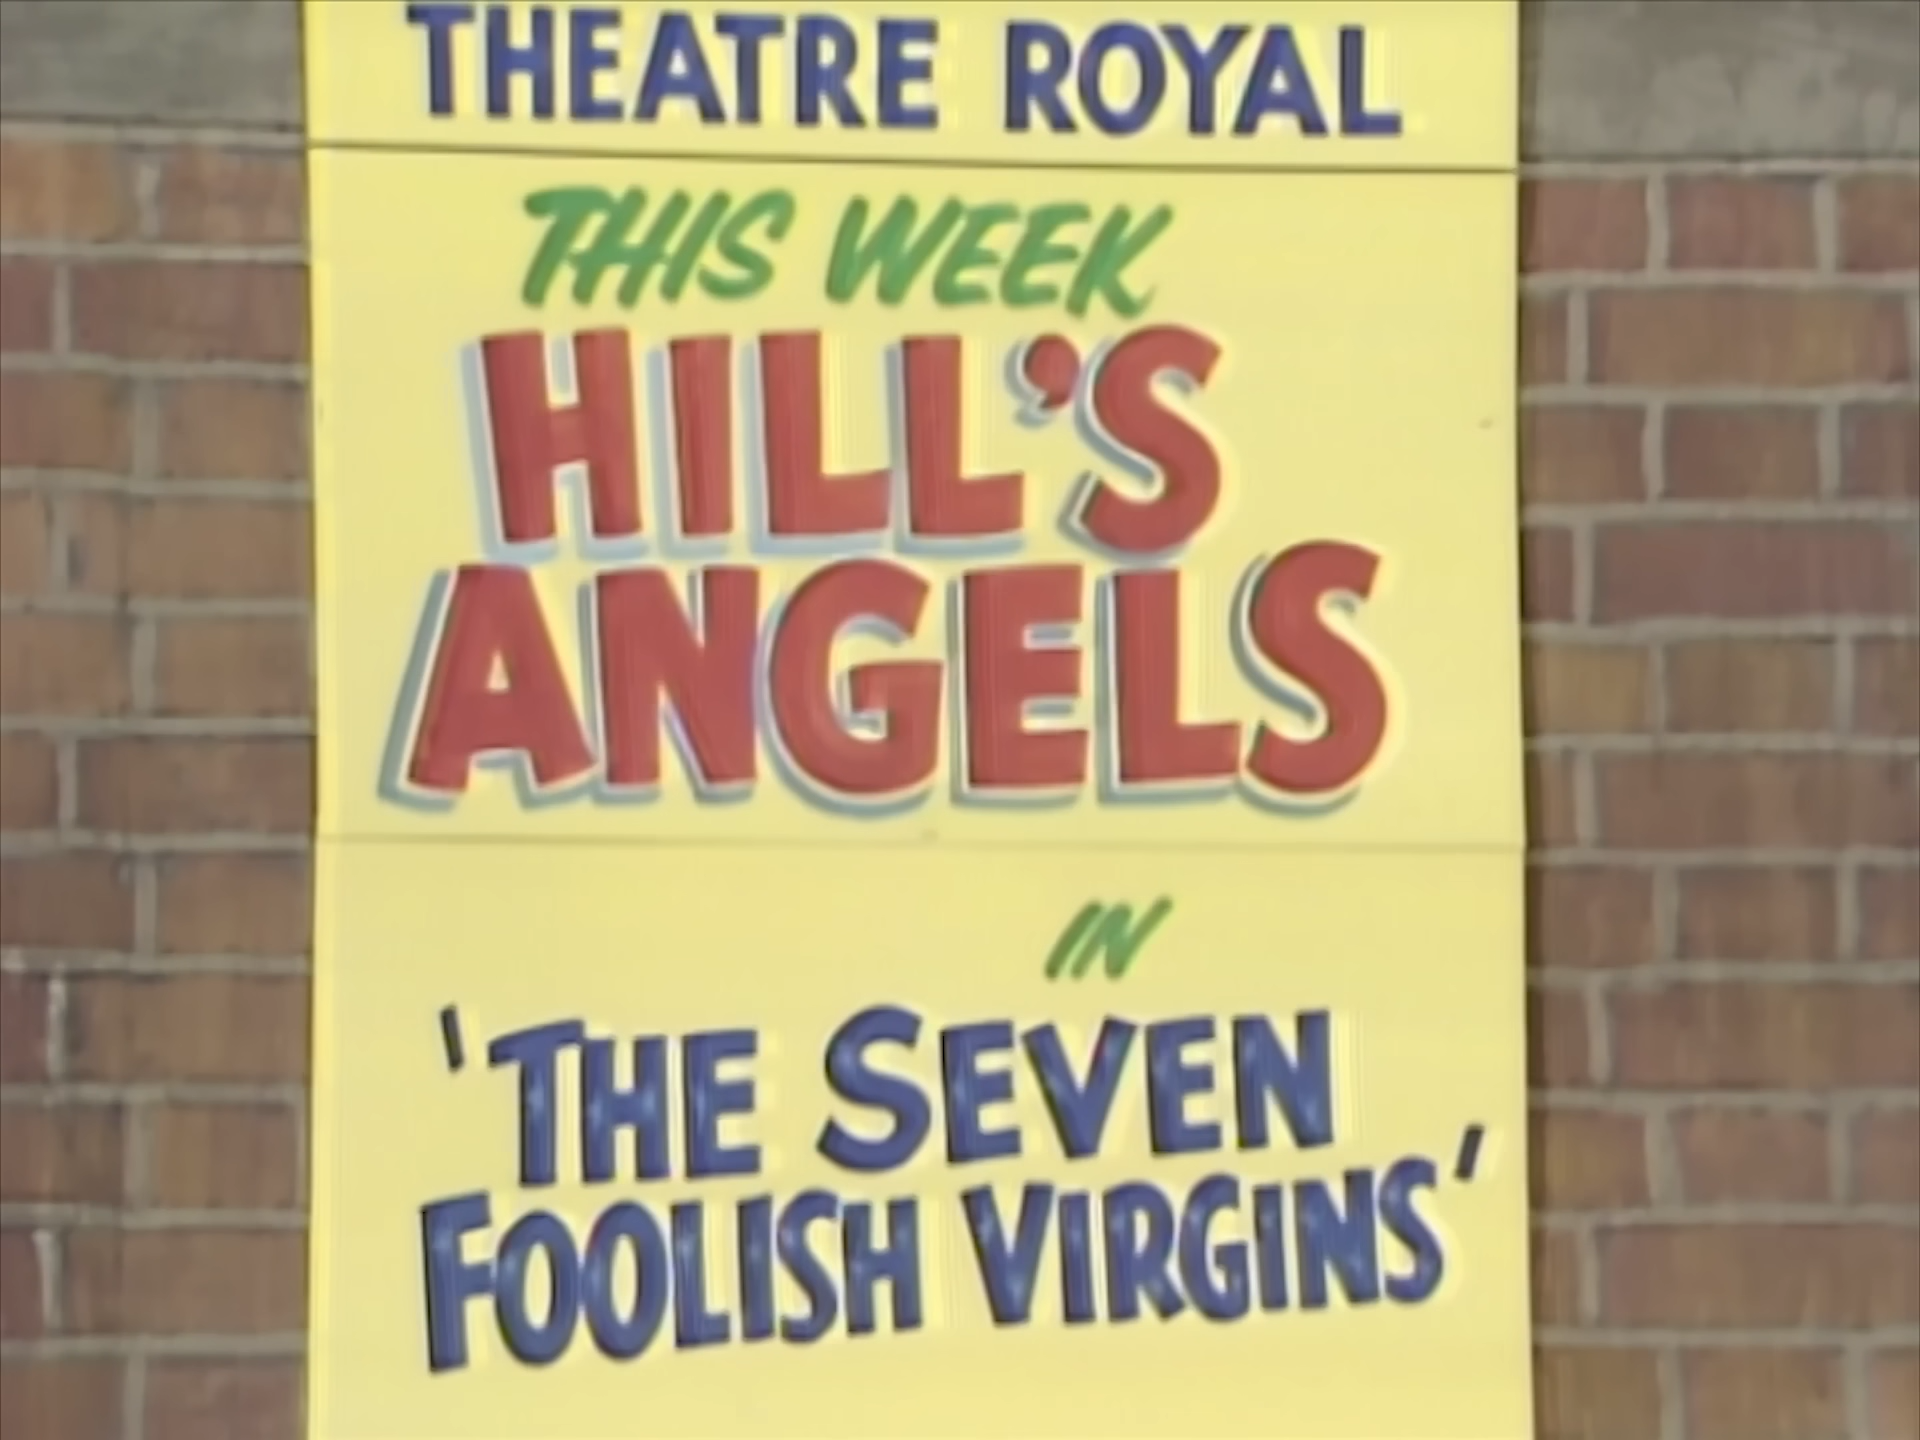 THEATRE ROYAL
THIS WEEK
HILL'S
ANGELS
IN
'THE SEVEN
FOOLISH VIRGINS'